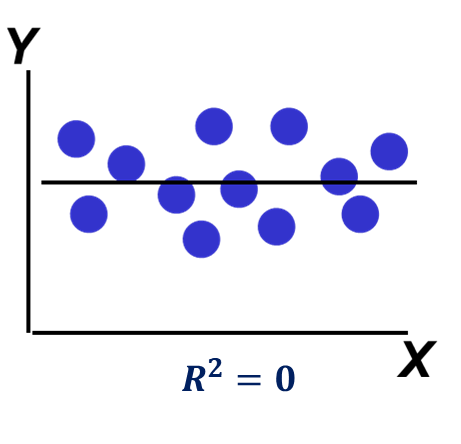 Y
X
R² = 0